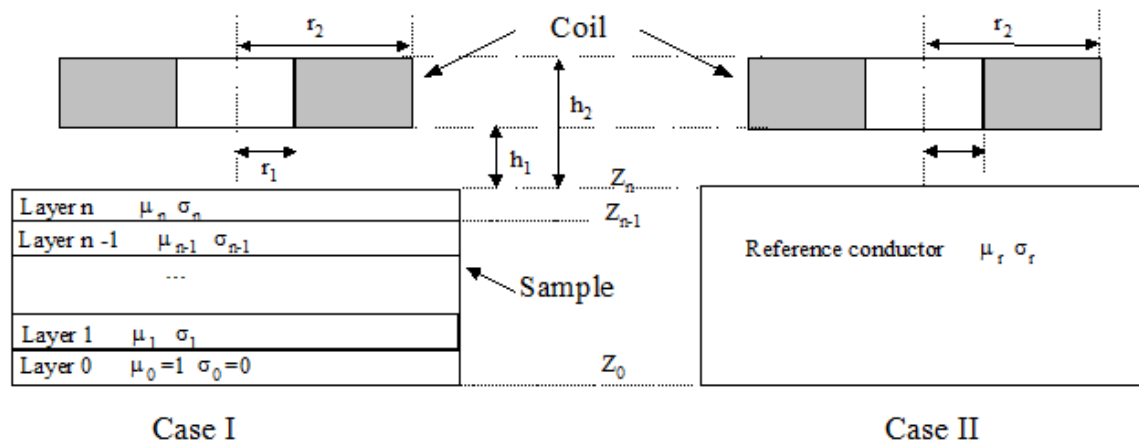 r₂
Coil
r₂
h₂
h₁
r₁
Zₙ
Layer n μₙ σₙ
Zₙ₋₁
Layer n -1 μₙ₋₁ σₙ₋₁
Reference conductor μᵣ σᵣ
---
Sample
Layer 1 μ₁ σ₁
Layer 0 μ₀=1 σ₀=0
Z₀
Case I
Case II